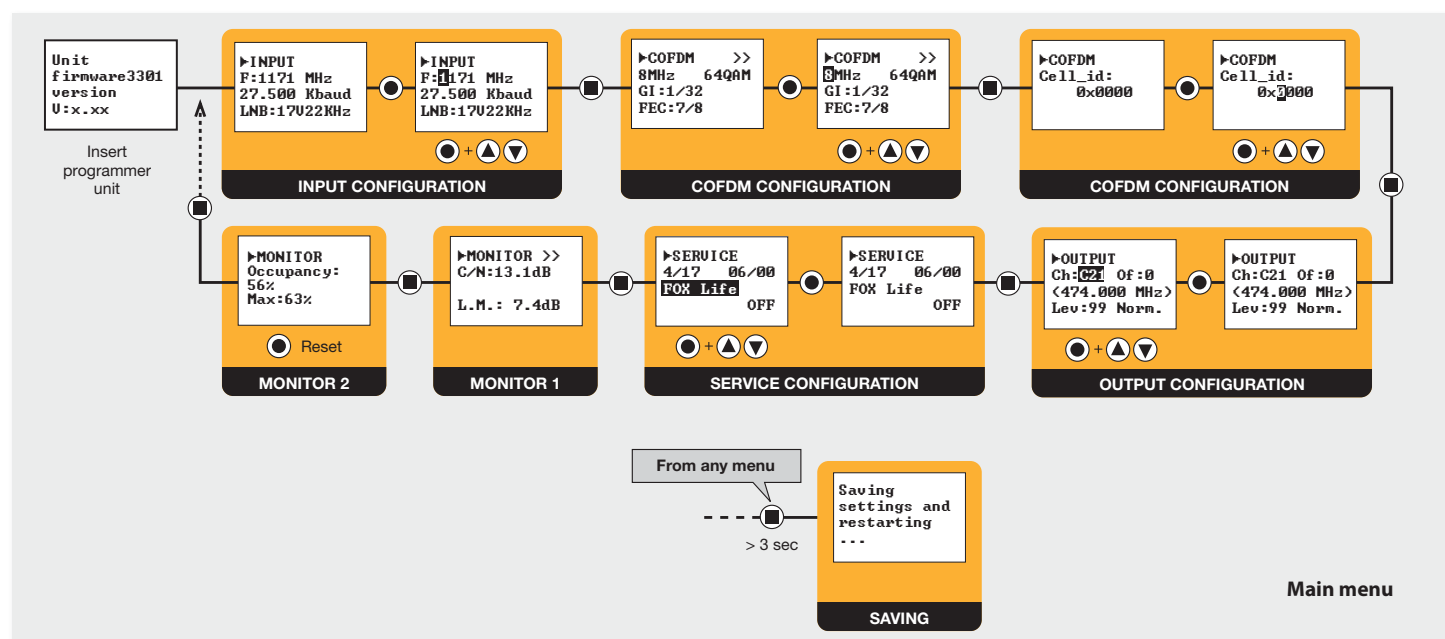 Unit
firmware3301
version
V:x.xx
Insert
programmer
unit
▶INPUT
F:1171 MHz
27.500 Kbaud
LNB:17V22KHz
▶INPUT
F:1171 MHz
27.500 Kbaud
LNB:17V22KHz
+
INPUT CONFIGURATION
▶COFDM >>
8MHz 64QAM
GI:1/32
FEC:7/8
▶COFDM >>
8MHz 64QAM
GI:1/32
FEC:7/8
+
COFDM CONFIGURATION
▶COFDM
Cell_id:
0x0000
▶COFDM
Cell_id:
0x0000
+
COFDM CONFIGURATION
▶MONITOR
Occupancy:
56%
Max:63%
Reset
MONITOR 2
▶MONITOR >>
C/N:13.1dB
L.M.: 7.4dB
MONITOR 1
▶SERVICE
4/17 06/00
FOX Life
OFF
▶SERVICE
4/17 06/00
FOX Life
OFF
+
SERVICE CONFIGURATION
▶OUTPUT
Ch:C21 Of:0
(474.000 MHz)
Lev:99 Norm.
▶OUTPUT
Ch:C21 Of:0
(474.000 MHz)
Lev:99 Norm.
+
OUTPUT CONFIGURATION
From any menu
> 3 sec
Saving
settings and
restarting
...
SAVING
Main menu